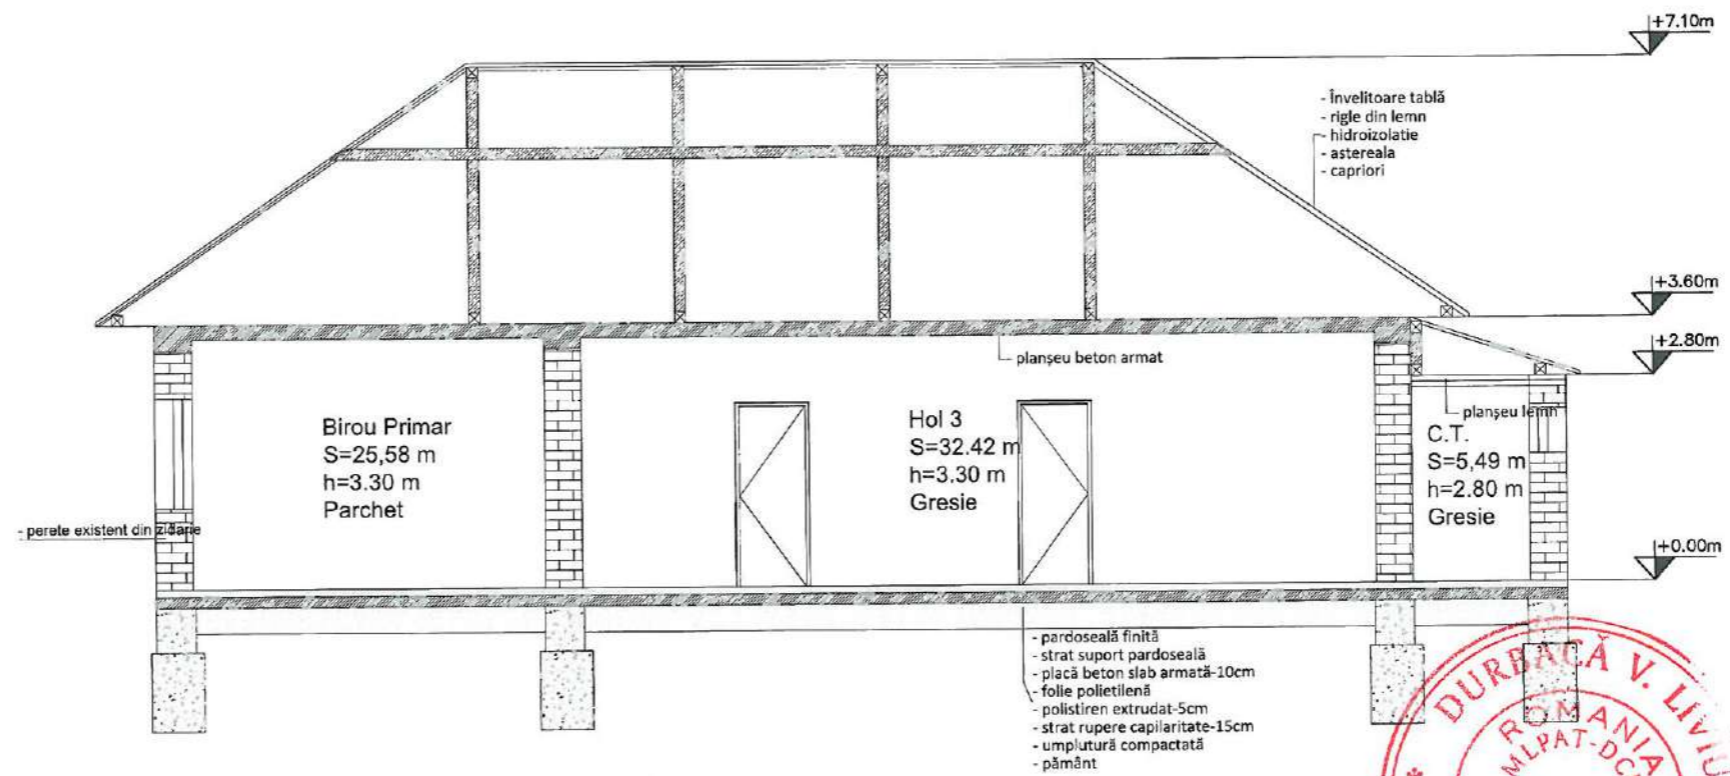 +7.10m
- Învelitoare tablă
- rigle din lemn
- hidroizolatie
- astereala
- capriori
+3.60m
+2.80m
planșeu beton armat
planșeu lemn
Birou Primar
S=25,58 m
h=3.30 m
Parchet
Hol 3
S=32.42 m
h=3.30 m
Gresie
C.T.
S=5,49 m
h=2.80 m
Gresie
- perete existent din zidarie
+0.00m
- pardoseală finită
- strat suport pardoseală
- placă beton slab armată-10cm
- folie polietilenă
- polistiren extrudat-5cm
- strat rupere capilaritate-15cm
- umplutură compactată
- pământ
* DURBACĂ V. LIVIU
ROMANIA
MLPAT-DC